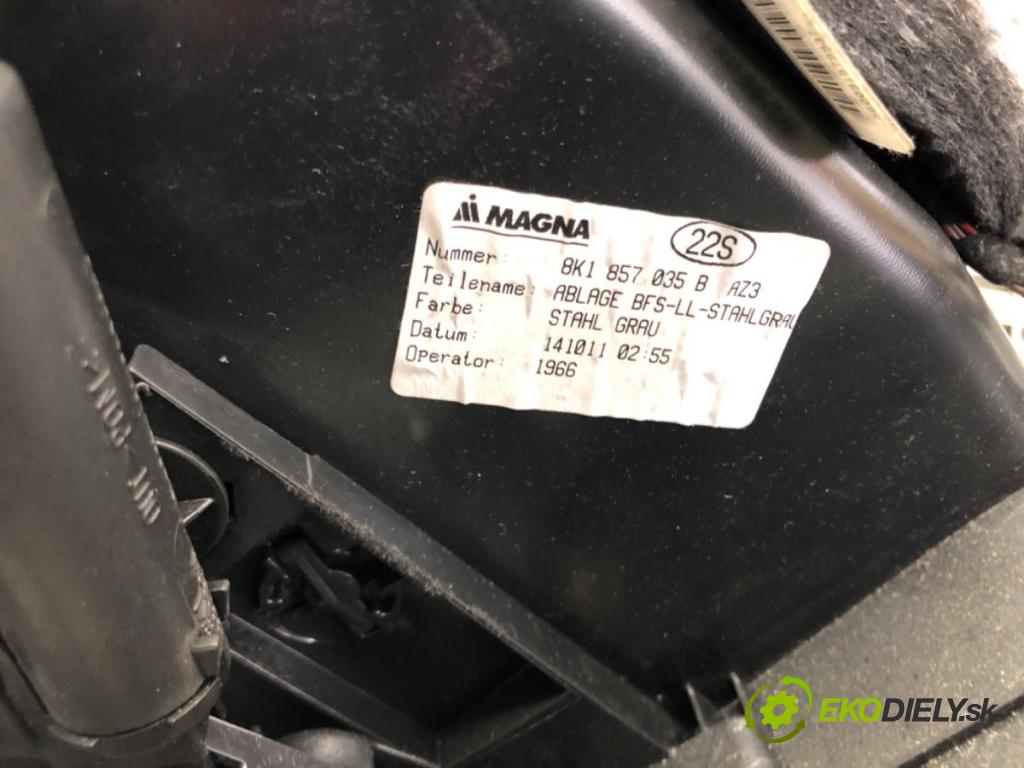 MAGNA
22S
Nummer: 8K1 857 035 B AZ3
Teilename: ABLAGE BFS-LL-STAHLGRAU
Farbe: STAHL GRAU
Datum: 141011 02:55
Operator: 1966
EKODIELY.sk